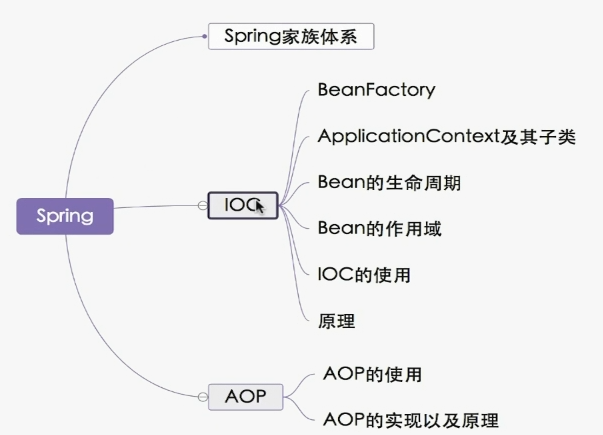 Spring家族体系
BeanFactory
ApplicationContext及其子类
Bean的生命周期
Spring
IOC
Bean的作用域
IOC的使用
原理
AOP的使用
AOP
AOP的实现以及原理